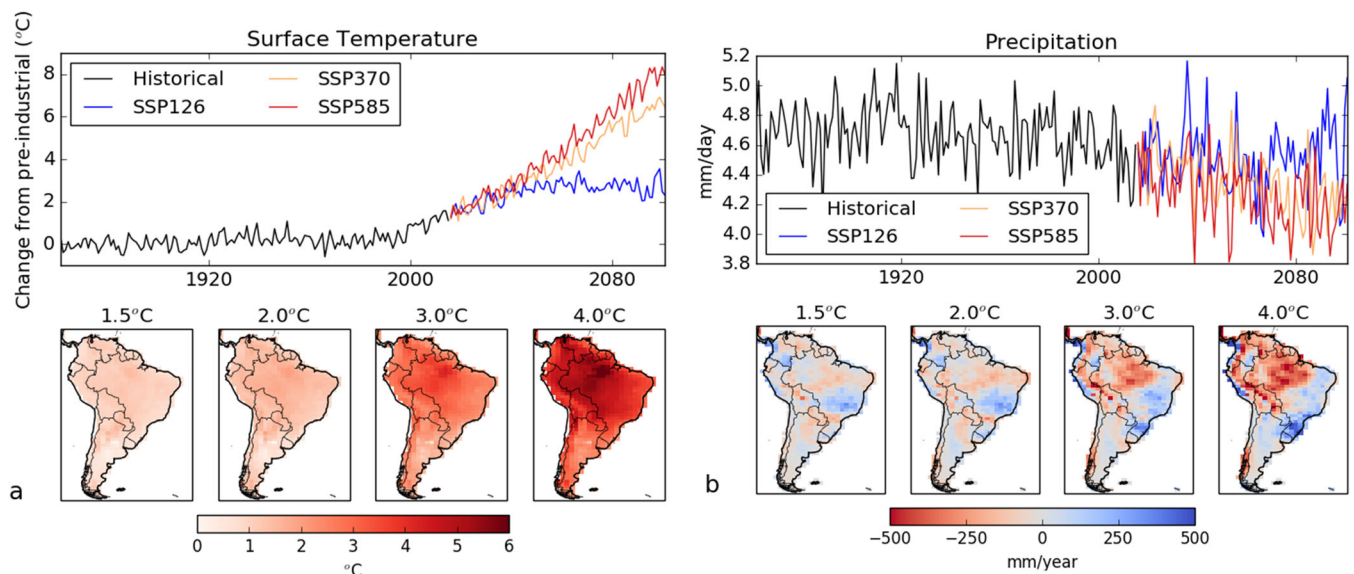 Surface Temperature
Change from pre-industrial (°C)
8
6
4
2
0
Historical
SSP126
SSP370
SSP585
1920
2000
2080
1.5°C
2.0°C
3.0°C
4.0°C
a
0
1
2
3
4
5
6
°C
Precipitation
mm/day
5.2
5.0
4.8
4.6
4.4
4.2
4.0
3.8
Historical
SSP126
SSP370
SSP585
1920
2000
2080
1.5°C
2.0°C
3.0°C
4.0°C
b
−500
−250
0
250
500
mm/year